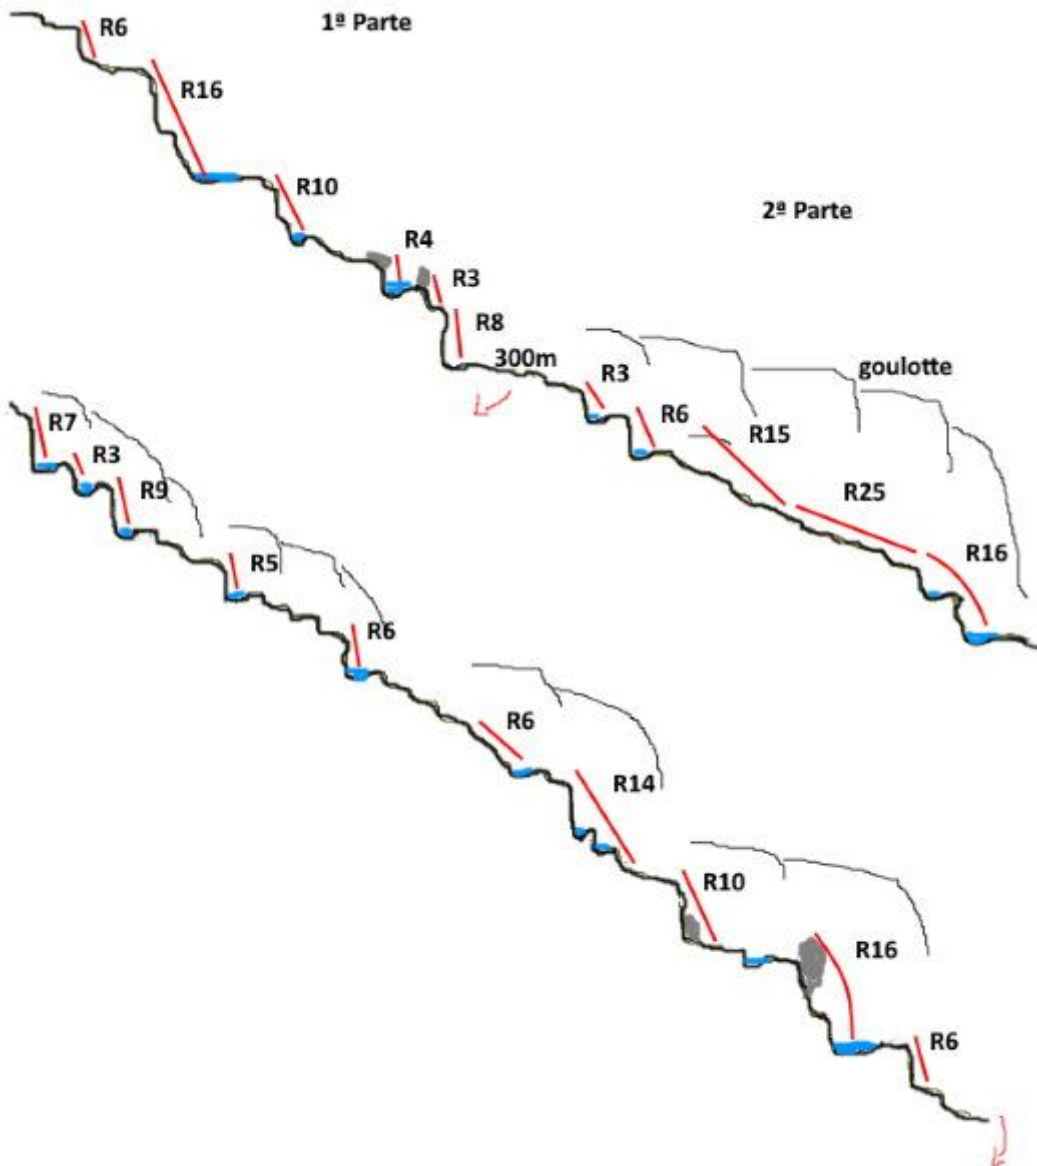 1ª Parte
R6
R16
R10
R4
R3
R8
300m
2ª Parte
R3
R6
R15
goulotte
R25
R16
R7
R3
R9
R5
R6
R6
R14
R10
R16
R6